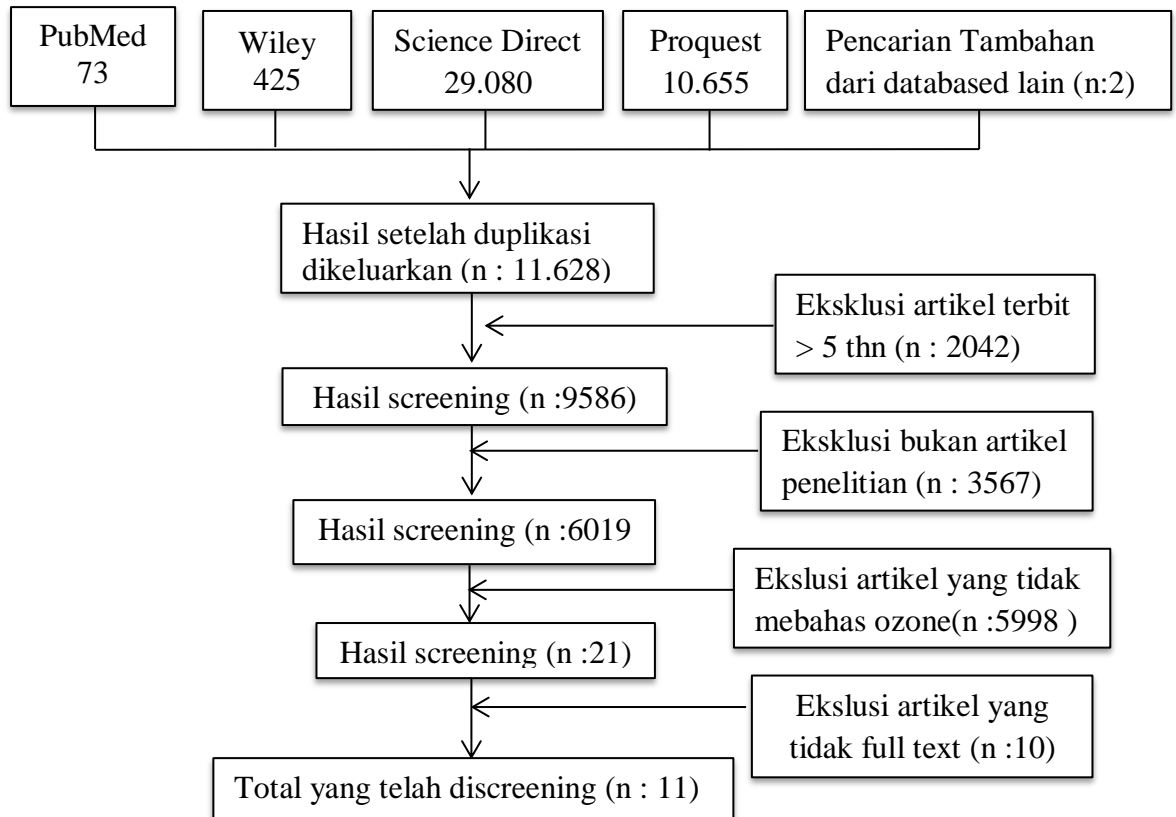 PubMed
73
Wiley
425
Science Direct
29.080
Proquest
10.655
Pencarian Tambahan
dari databased lain (n:2)
Hasil setelah duplikasi
dikeluarkan (n : 11.628)
Eksklusi artikel terbit
> 5 thn (n : 2042)
Hasil screening (n :9586)
Eksklusi bukan artikel
penelitian (n : 3567)
Hasil screening (n :6019
Ekslusi artikel yang tidak
mebahas ozone(n :5998 )
Hasil screening (n :21)
Ekslusi artikel yang
tidak full text (n :10)
Total yang telah discreening (n : 11)